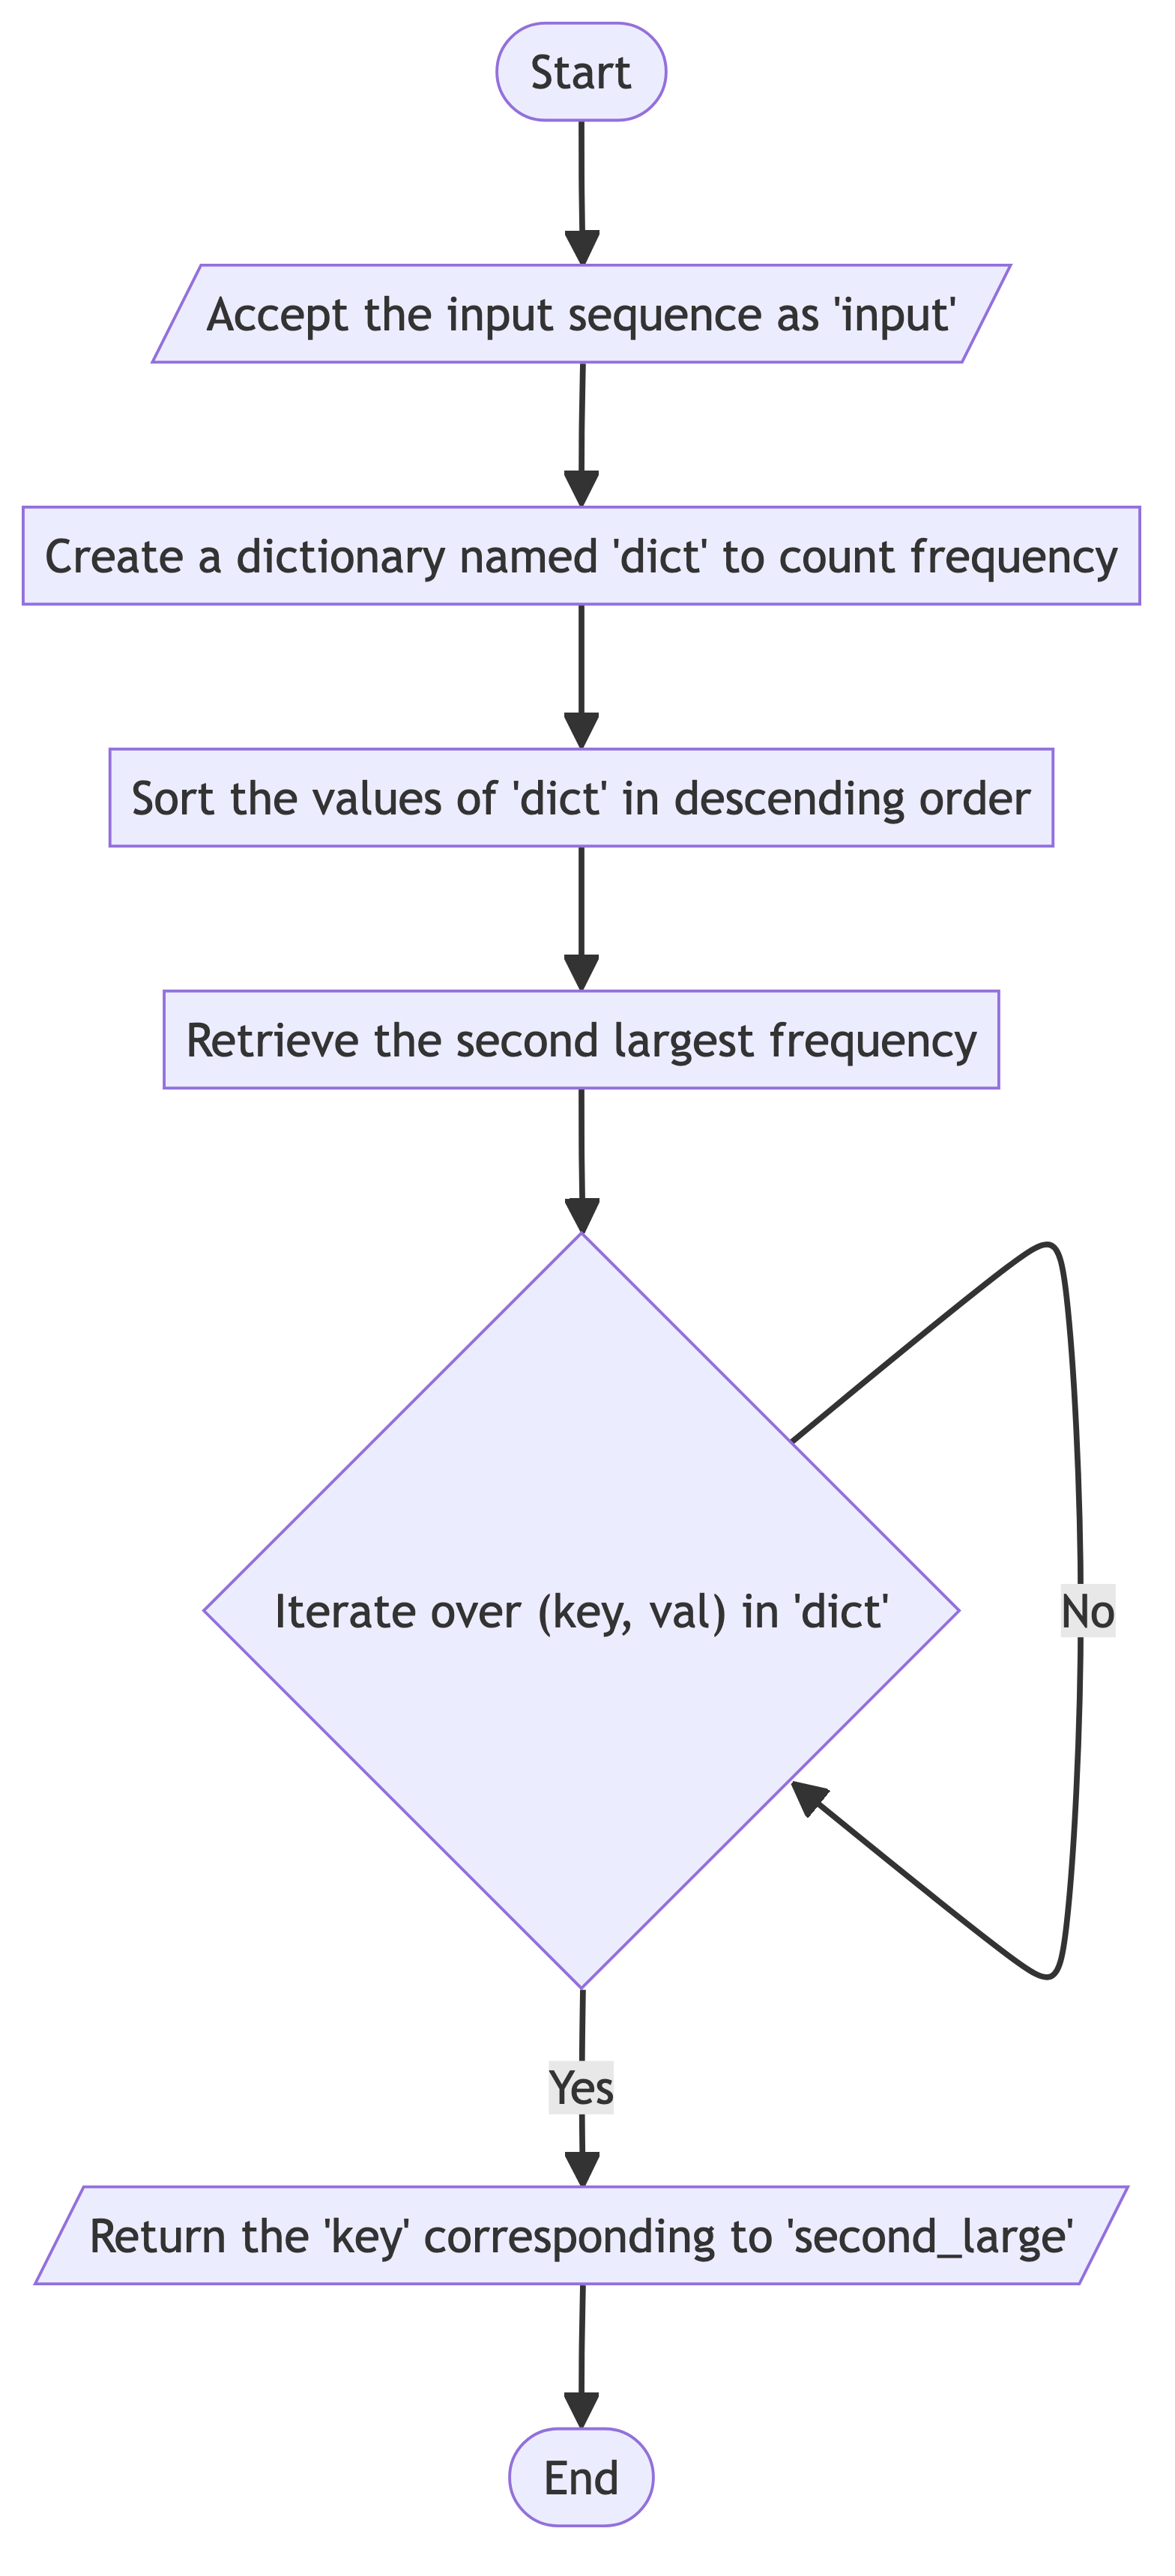 Start
Accept the input sequence as 'input'
Create a dictionary named 'dict' to count frequency
Sort the values of 'dict' in descending order
Retrieve the second largest frequency
Iterate over (key, val) in 'dict'
No
Yes
Return the 'key' corresponding to 'second_large'
End